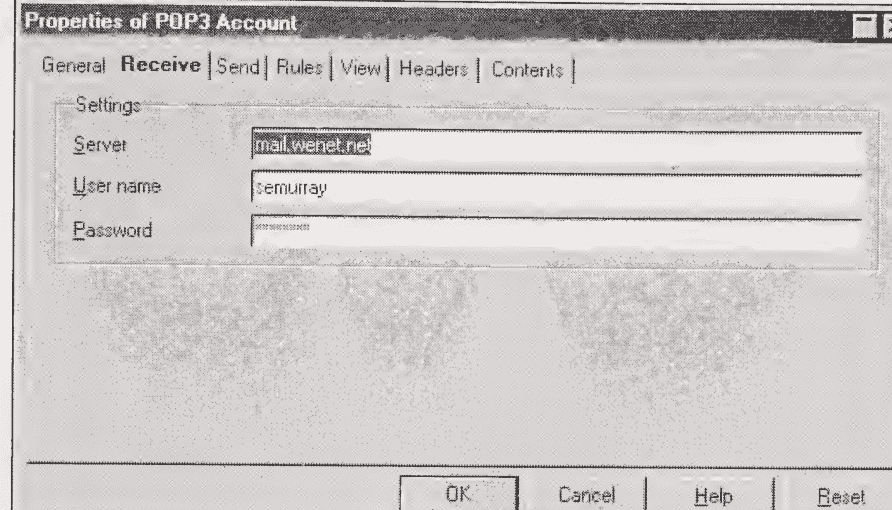 Properties of POP3 Account
General Receive Send Rules View Headers Contents
Settings
Server mail.wenet.net
User name semurray
Password ********
OK Cancel Help Reset